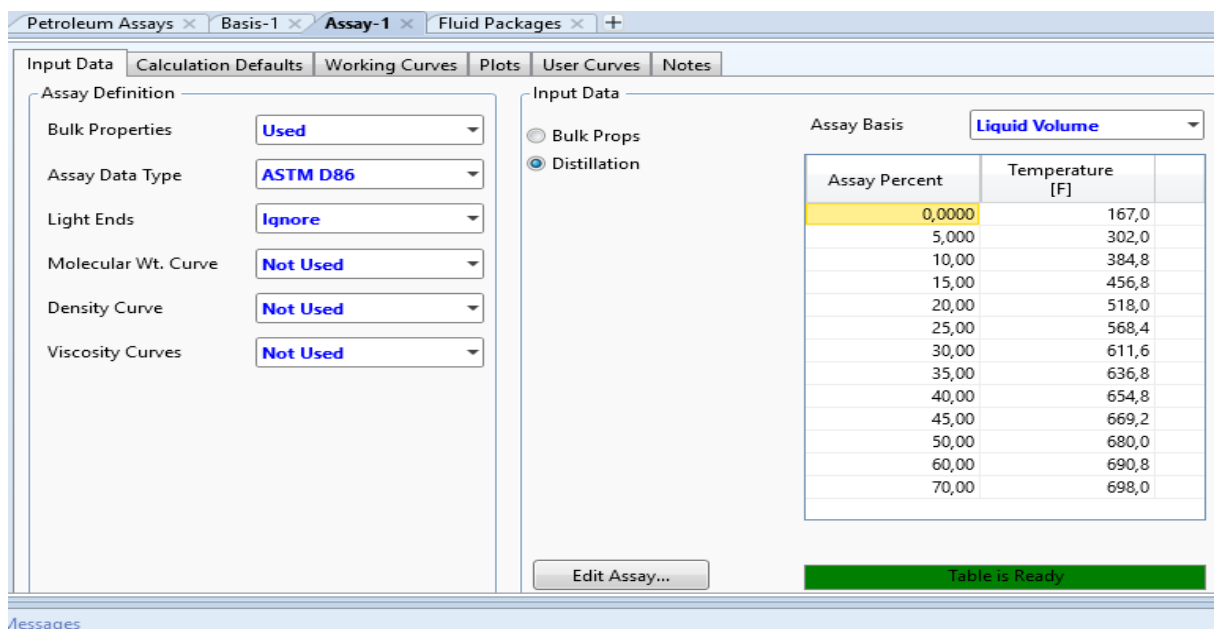 Petroleum Assays × Basis-1 × Assay-1 × Fluid Packages × +
Input Data Calculation Defaults Working Curves Plots User Curves Notes
Assay Definition
Bulk Properties Used
Assay Data Type ASTM D86
Light Ends Ignore
Molecular Wt. Curve Not Used
Density Curve Not Used
Viscosity Curves Not Used
Input Data
Bulk Props
Distillation
Assay Basis Liquid Volume
Assay Percent Temperature [F]
0,0000 167,0
5,000 302,0
10,00 384,8
15,00 456,8
20,00 518,0
25,00 568,4
30,00 611,6
35,00 636,8
40,00 654,8
45,00 669,2
50,00 680,0
60,00 690,8
70,00 698,0
Edit Assay... Table is Ready
Messages